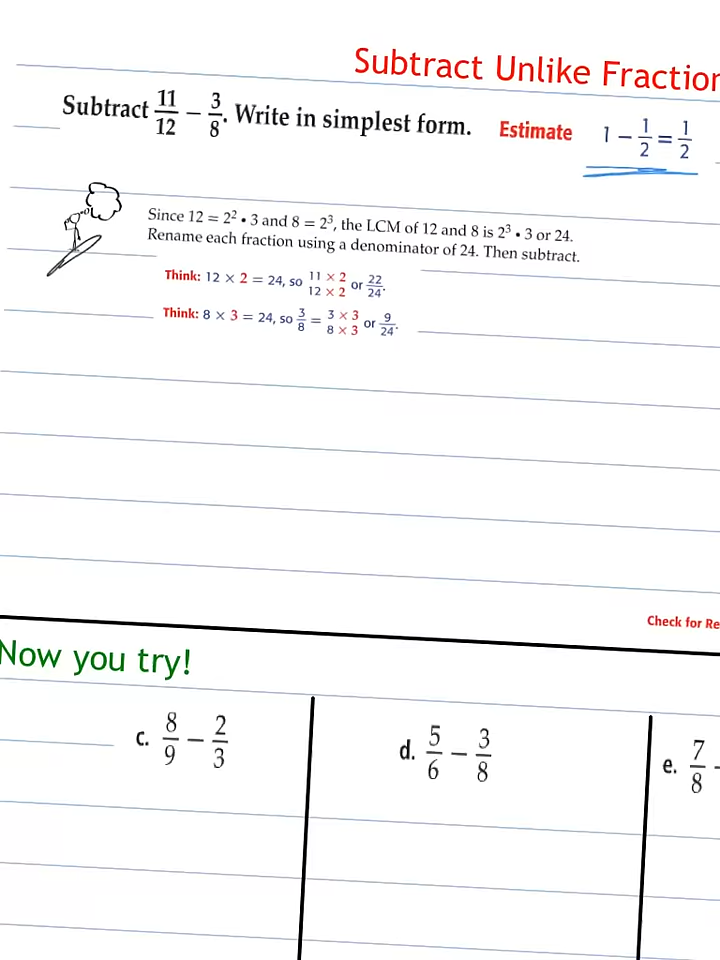 Subtract Unlike Fraction
Subtract 11/12 − 3/8. Write in simplest form. Estimate 1 − 1/2 = 1/2
Since 12 = 2² • 3 and 8 = 2³, the LCM of 12 and 8 is 2³ • 3 or 24.
Rename each fraction using a denominator of 24. Then subtract.
Think: 12 × 2 = 24, so 11 × 2/12 × 2 or 22/24.
Think: 8 × 3 = 24, so 3/8 = 3 × 3/8 × 3 or 9/24.
Check for Re
Now you try!
c. 8/9 − 2/3
d. 5/6 − 3/8
e. 7/8 -